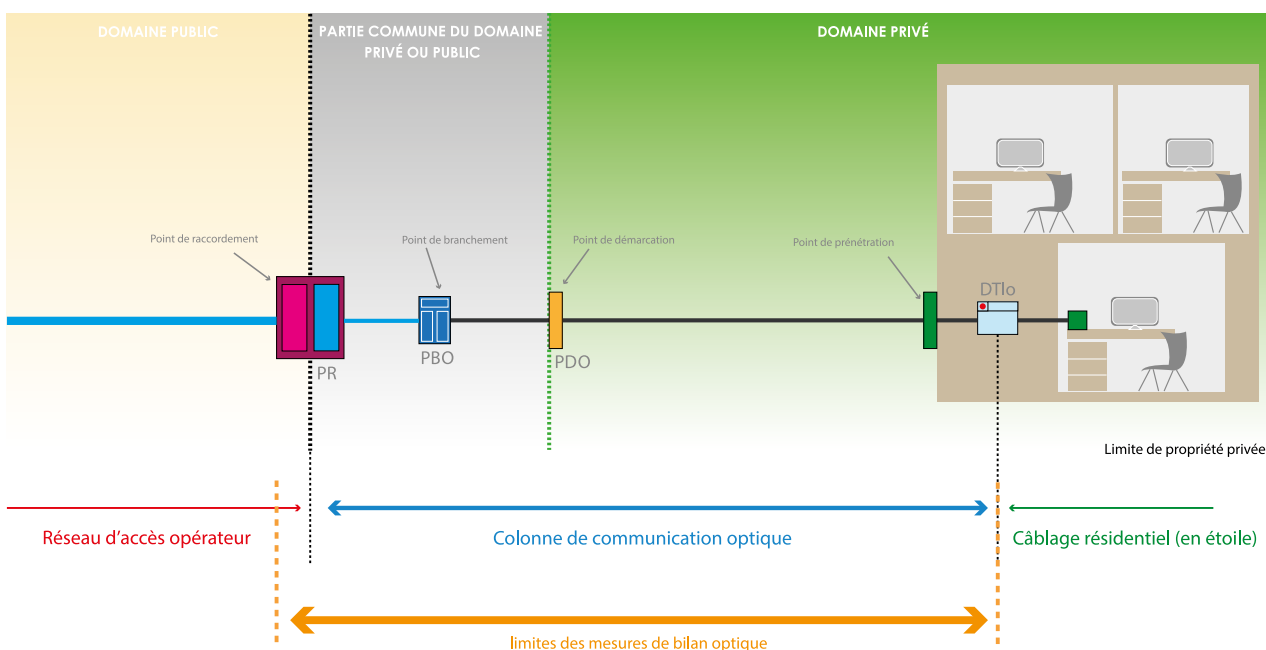 DOMAINE PUBLIC
PARTIE COMMUNE DU DOMAINE
PRIVÉ OU PUBLIC
DOMAINE PRIVÉ
Point de raccordement
Point de branchement
Point de démarcation
Point de prénétration
DTIo
PR
PBO
PDO
Limite de propriété privée
Réseau d'accès opérateur
Colonne de communication optique
Câblage résidentiel (en étoile)
limites des mesures de bilan optique